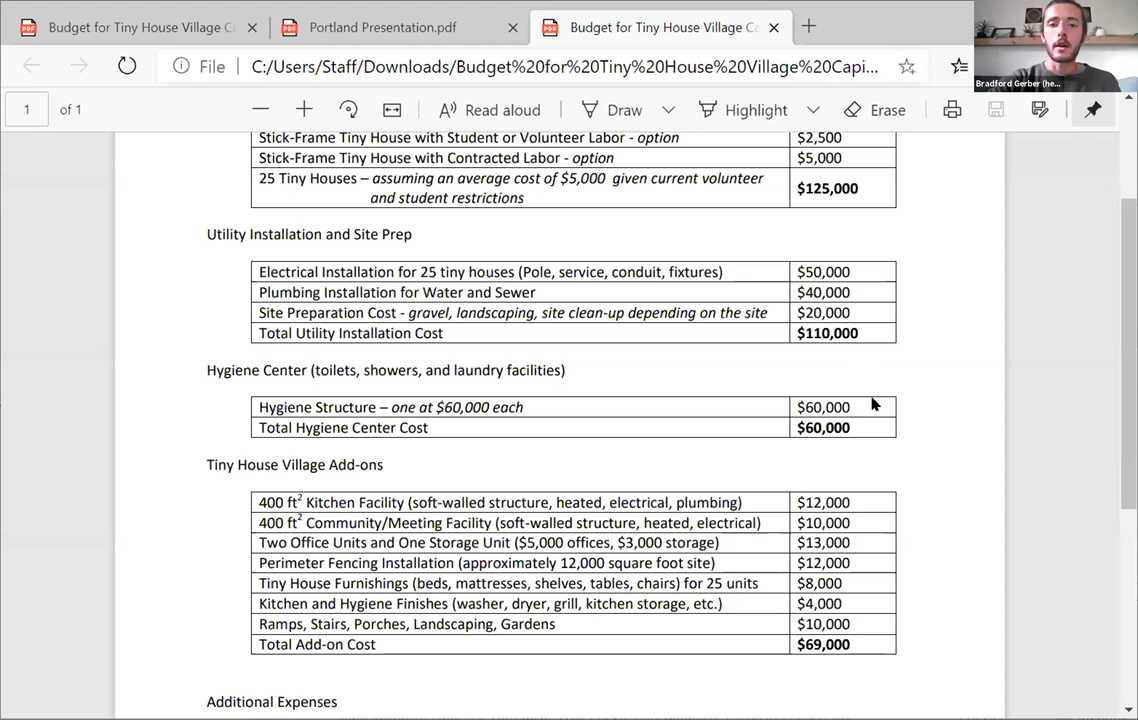 Budget for Tiny House Village C
Portland Presentation.pdf
Budget for Tiny House Village Ca
File
C:/Users/Staff/Downloads/Budget%20for%20Tiny%20House%20Village%20Capi...
Bradford Gerber (he...
1 of 1
Read aloud
Draw
Highlight
Erase
Stick-Frame Tiny House with Student or Volunteer Labor - option $2,500
Stick-Frame Tiny House with Contracted Labor - option $5,000
25 Tiny Houses – assuming an average cost of $5,000 given current volunteer
and student restrictions
$125,000
Utility Installation and Site Prep
Electrical Installation for 25 tiny houses (Pole, service, conduit, fixtures) $50,000
Plumbing Installation for Water and Sewer $40,000
Site Preparation Cost - gravel, landscaping, site clean-up depending on the site $20,000
Total Utility Installation Cost $110,000
Hygiene Center (toilets, showers, and laundry facilities)
Hygiene Structure – one at $60,000 each $60,000
Total Hygiene Center Cost $60,000
Tiny House Village Add-ons
400 ft² Kitchen Facility (soft-walled structure, heated, electrical, plumbing) $12,000
400 ft² Community/Meeting Facility (soft-walled structure, heated, electrical) $10,000
Two Office Units and One Storage Unit ($5,000 offices, $3,000 storage) $13,000
Perimeter Fencing Installation (approximately 12,000 square foot site) $12,000
Tiny House Furnishings (beds, mattresses, shelves, tables, chairs) for 25 units $8,000
Kitchen and Hygiene Finishes (washer, dryer, grill, kitchen storage, etc.) $4,000
Ramps, Stairs, Porches, Landscaping, Gardens $10,000
Total Add-on Cost $69,000
Additional Expenses